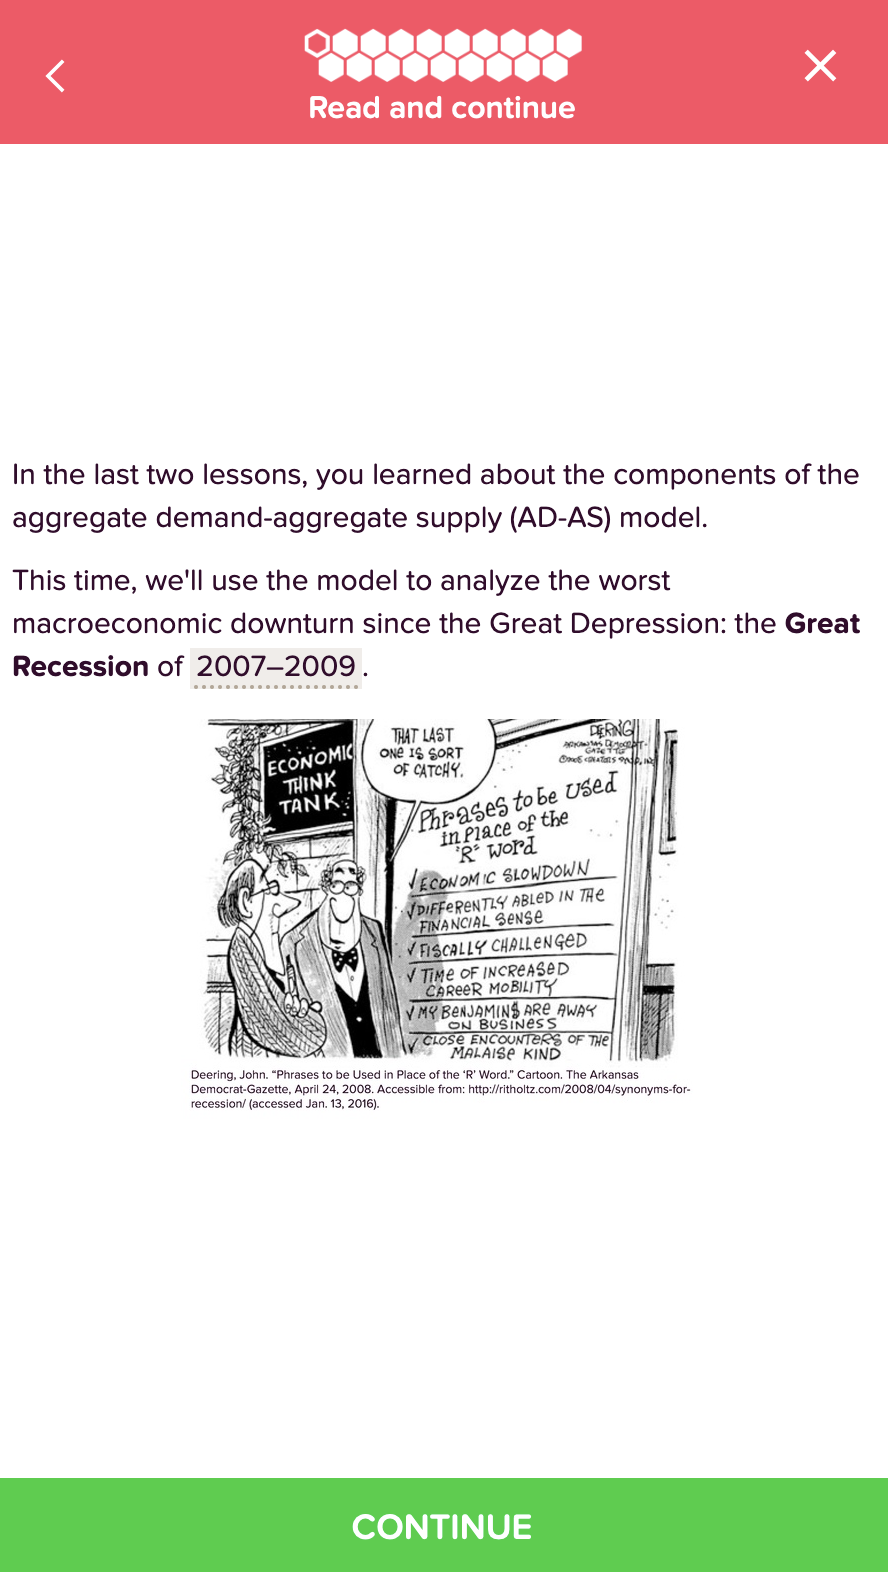 Read and continue
In the last two lessons, you learned about the components of the
aggregate demand-aggregate supply (AD-AS) model.
This time, we'll use the model to analyze the worst
macroeconomic downturn since the Great Depression: the Great
Recession of 2007–2009.
ECONOMIC
THINK
TANK
THAT LAST
ONE IS SORT
OF CATCHY.
DEERING
ARKANSAS DEMOCRAT-
GAZETTE
Phrases to be used
in place of the
'R' word
✓ ECONOMIC SLOWDOWN
✓ DIFFERENTLY ABLED IN THE
FINANCIAL SENSE
✓ FISCALLY CHALLENGED
✓ TIME OF INCREASED
CAREER MOBILITY
✓ MY BENJAMIN$ ARE AWAY
ON BUSINESS
✓ CLOSE ENCOUNTERS OF THE
MALAISE KIND
Deering, John. “Phrases to be Used in Place of the ‘R’ Word.” Cartoon. The Arkansas
Democrat-Gazette, April 24, 2008. Accessible from: http://ritholtz.com/2008/04/synonyms-for-
recession/ (accessed Jan. 13, 2016).
CONTINUE